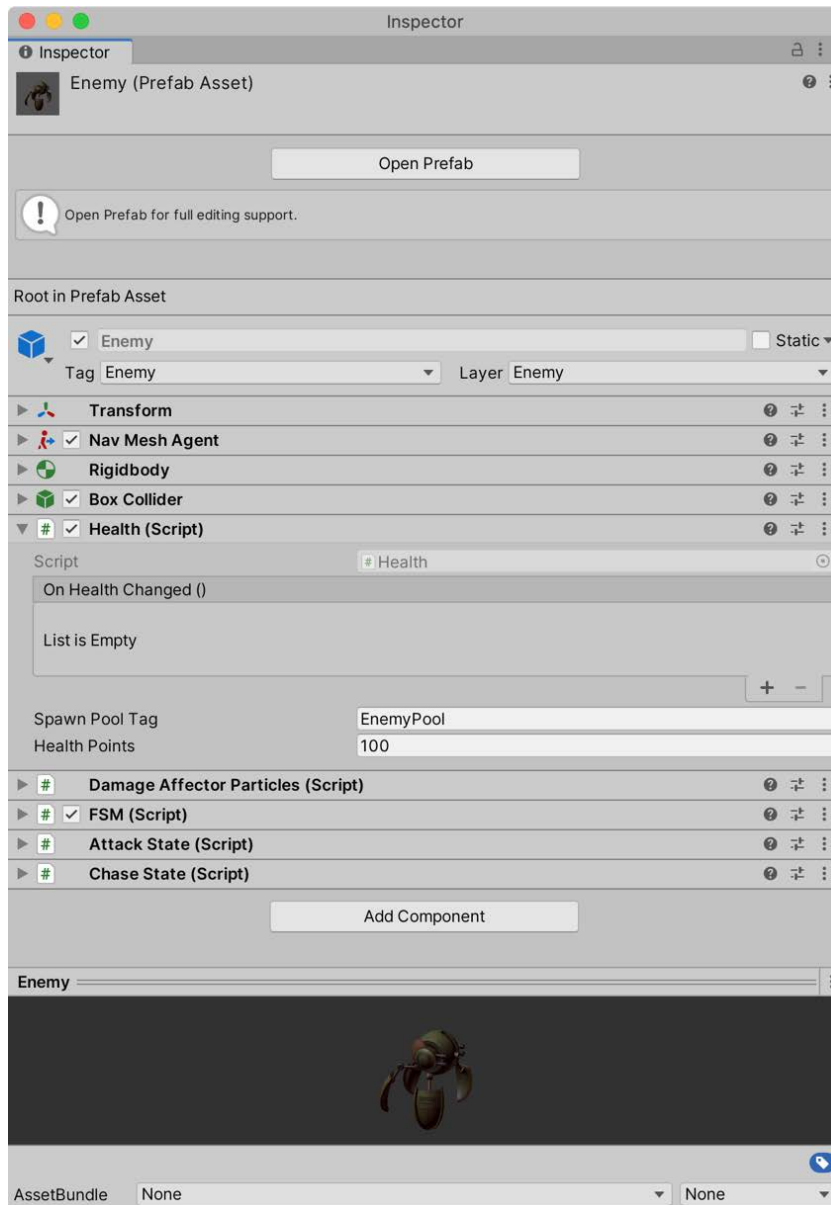 Inspector
Inspector
Enemy (Prefab Asset)
Open Prefab
Open Prefab for full editing support.
Root in Prefab Asset
Enemy
Static
Tag Enemy Layer Enemy
Transform
Nav Mesh Agent
Rigidbody
Box Collider
# Health (Script)
Script # Health
On Health Changed ()
List is Empty
+ −
Spawn Pool Tag EnemyPool
Health Points 100
# Damage Affector Particles (Script)
# FSM (Script)
# Attack State (Script)
# Chase State (Script)
Add Component
Enemy
AssetBundle None None